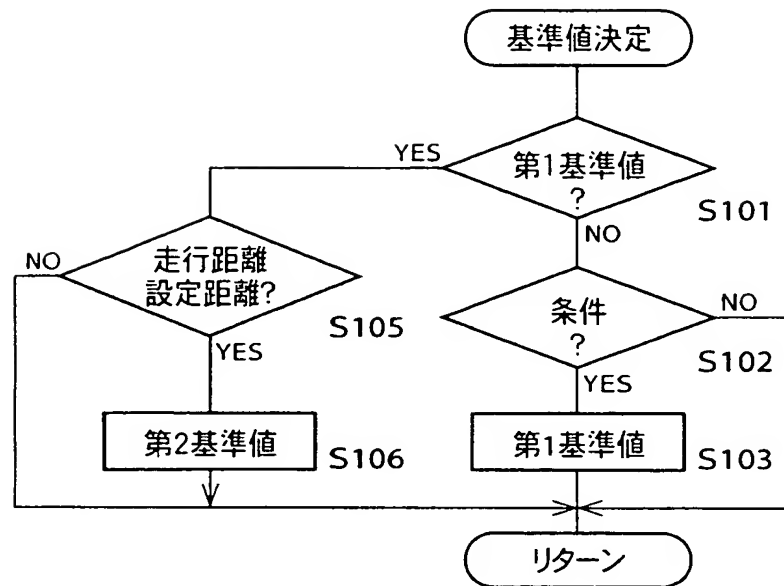 基準値決定
YES
第1基準値
?
S101
NO
NO
走行距離
設定距離?
S105
YES
条件
?
NO
S102
YES
第2基準値
S106
第1基準値
S103
リターン